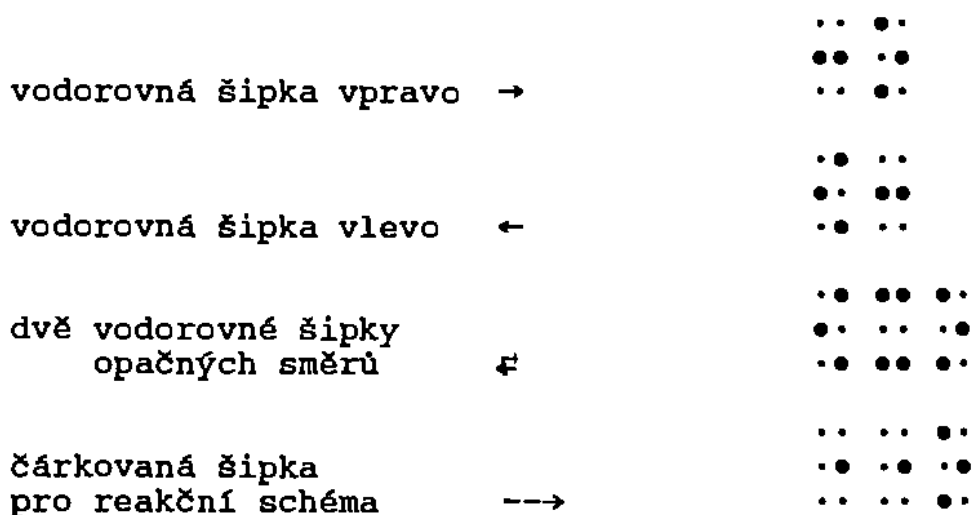 vodorovná šipka vpravo → ⠒⠕
vodorovná šipka vlevo ← ⠪⠒
dvě vodorovné šipky
opačných směrů ⇄ ⠪⠭⠕
čárkovaná šipka
pro reakční schéma --→ ⠐⠐⠕